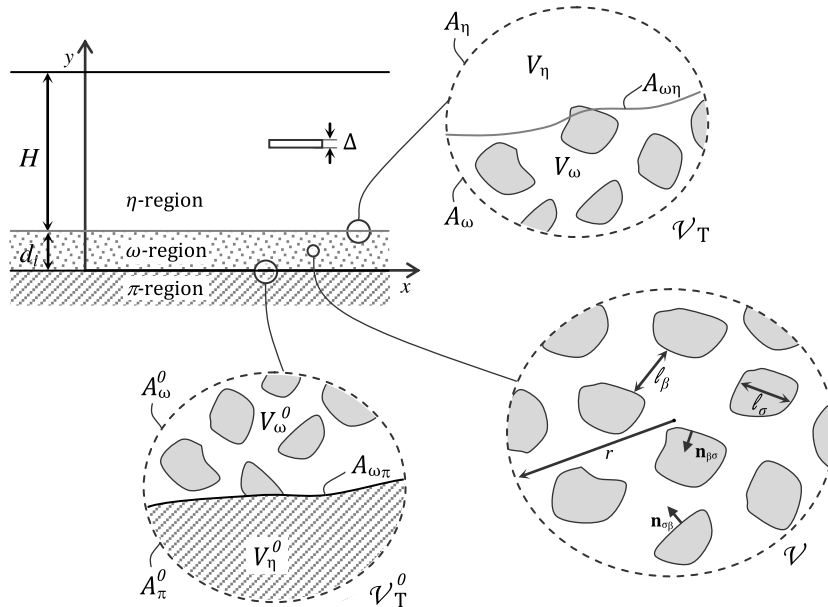 y
H
Δ
η-region
d_i
ω-region
π-region
x
A_η
V_η
A_ωη
V_ω
A_ω
𝒱_T
A_ω^0
V_ω^0
A_ωπ
V_η^0
A_π^0
𝒱_T^0
ℓ_β
ℓ_σ
r
n_βσ
n_σβ
𝒱